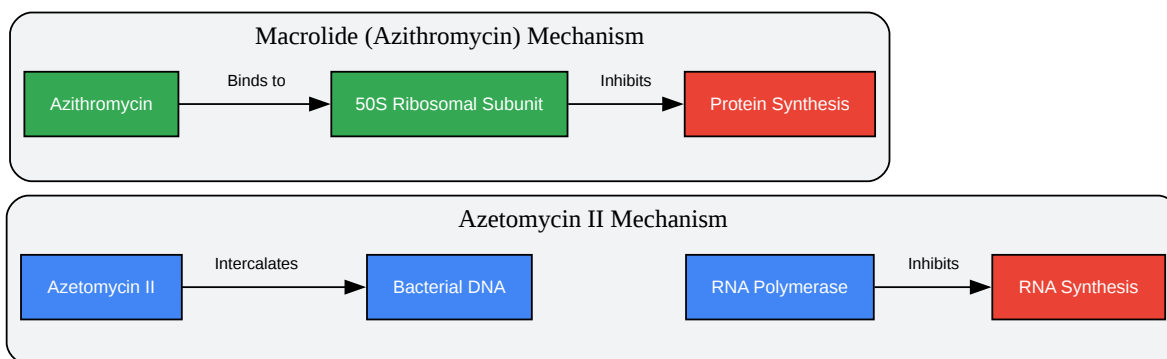 Macrolide (Azithromycin) Mechanism
Azithromycin
Binds to
50S Ribosomal Subunit
Inhibits
Protein Synthesis
Azetomycin II Mechanism
Azetomycin II
Intercalates
Bacterial DNA
RNA Polymerase
Inhibits
RNA Synthesis